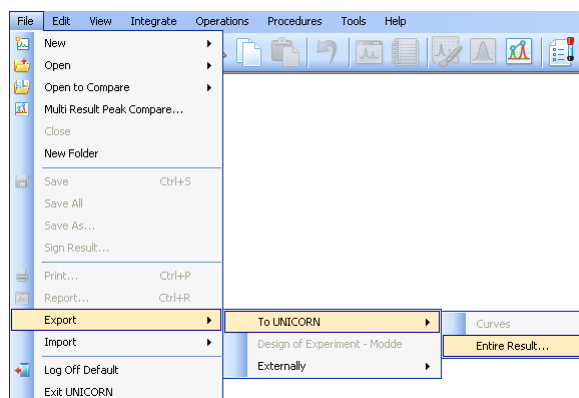 File Edit View Integrate Operations Procedures Tools Help
New
Open
Open to Compare
Multi Result Peak Compare...
Close
New Folder
Save Ctrl+S
Save All
Save As...
Sign Result...
Print... Ctrl+P
Report... Ctrl+R
Export To UNICORN Curves
Import Design of Experiment - Modde Entire Result...
Log Off Default Externally
Exit UNICORN